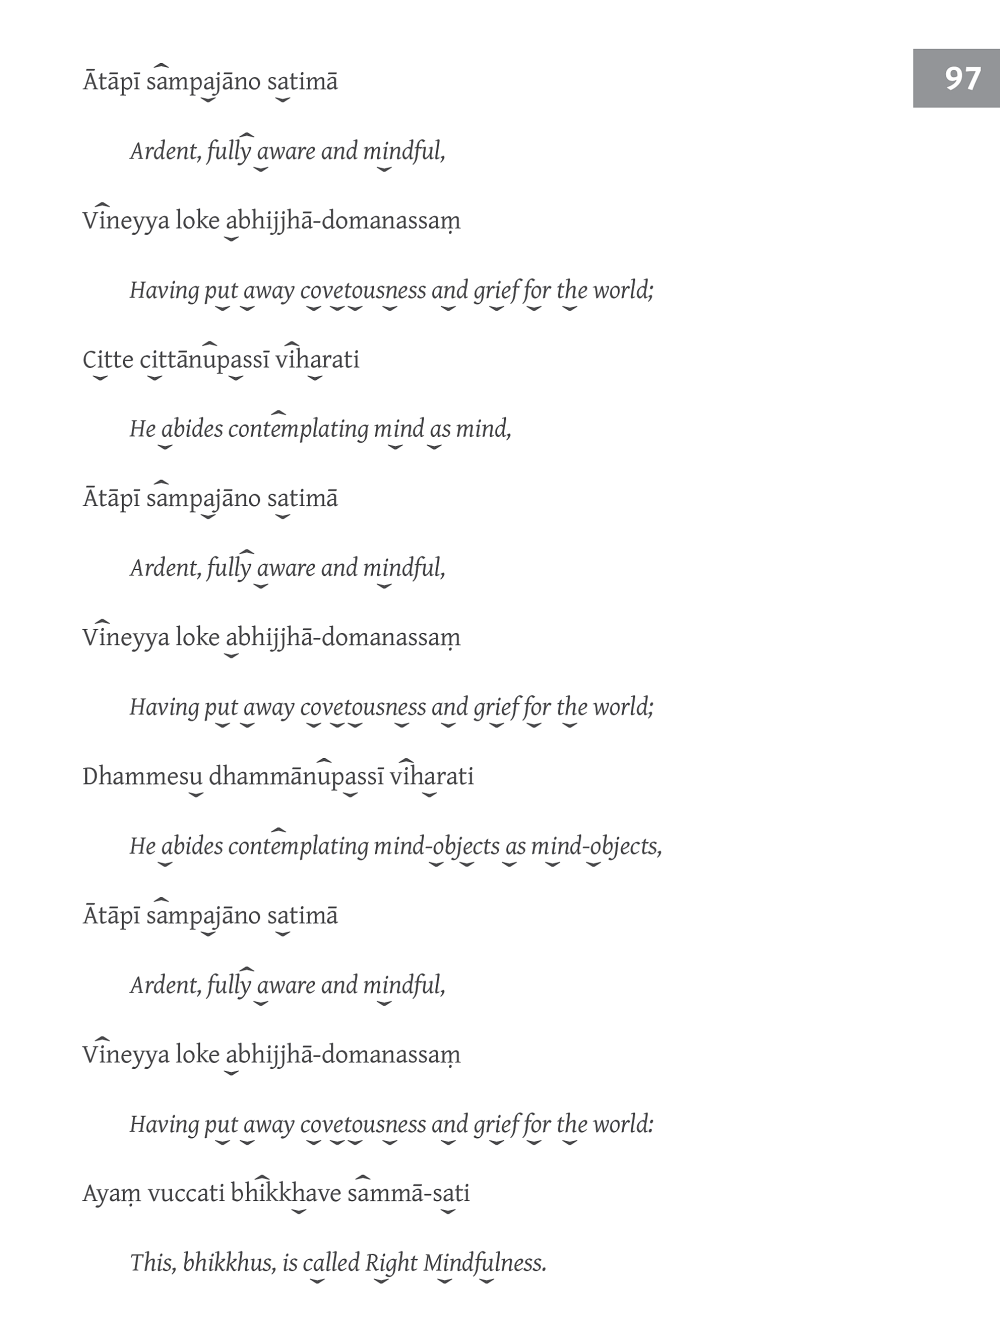 97
Ātāpī sampajāno satimā
Ardent, fully aware and mindful,
Vineyya loke abhijjhā-domanassaṃ
Having put away covetousness and grief for the world;
Citte cittānupassī viharati
He abides contemplating mind as mind,
Ātāpī sampajāno satimā
Ardent, fully aware and mindful,
Vineyya loke abhijjhā-domanassaṃ
Having put away covetousness and grief for the world;
Dhammesu dhammānupassī viharati
He abides contemplating mind-objects as mind-objects,
Ātāpī sampajāno satimā
Ardent, fully aware and mindful,
Vineyya loke abhijjhā-domanassaṃ
Having put away covetousness and grief for the world:
Ayaṃ vuccati bhikkhave sammā-sati
This, bhikkhus, is called Right Mindfulness.